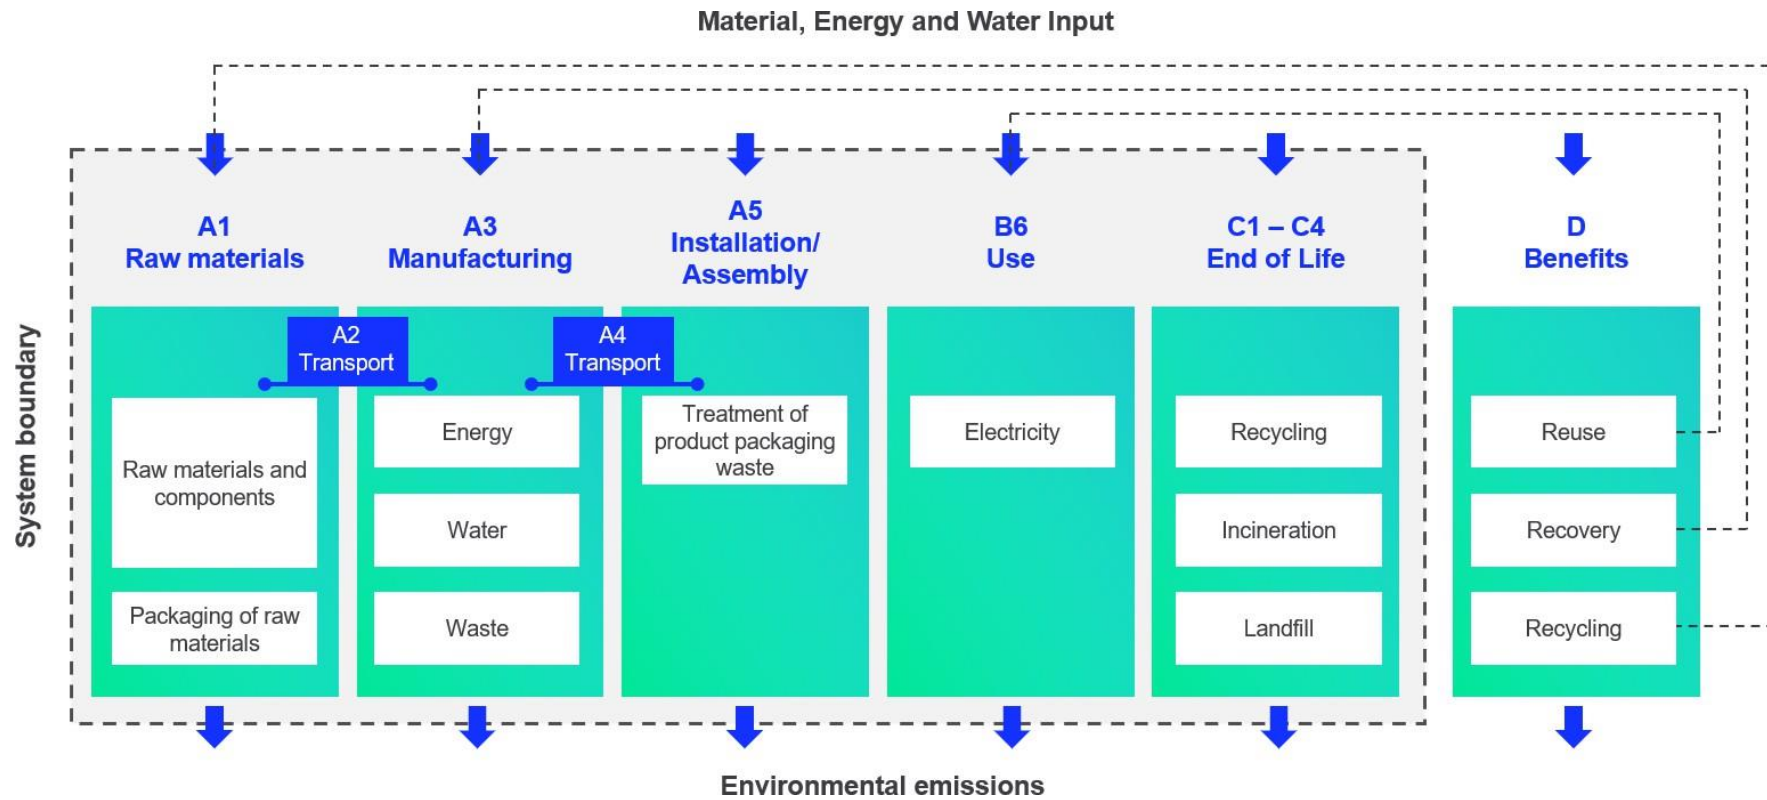 Material, Energy and Water Input
System boundary
A1
Raw materials
A3
Manufacturing
A5
Installation/
Assembly
B6
Use
C1 – C4
End of Life
D
Benefits
A2
Transport
A4
Transport
Raw materials and
components
Packaging of raw
materials
Energy
Water
Waste
Treatment of
product packaging
waste
Electricity
Recycling
Incineration
Landfill
Reuse
Recovery
Recycling
Environmental emissions